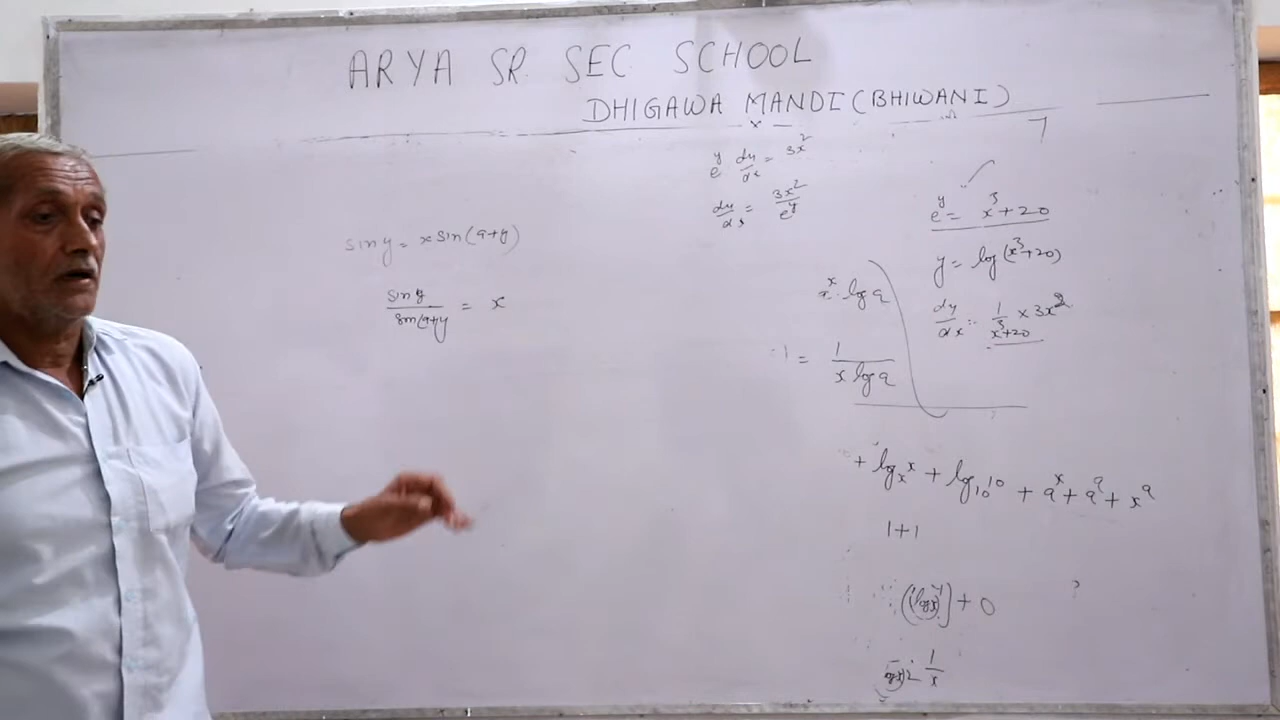 ARYA SR. SEC SCHOOL
DHIGAWA MANDI (BHIWANI)
sin y = x sin(a+y)
sin y / sin(a+y = x
e^y dy/dx = 3x^2
dy/dx = 3x^2 / e^y
e^y = x^3 + 20
y = log(x^3+20)
dy/dx = 1/(x^3+20) × 3x^2
a^x log a
= 1 / (x log a)
+ log_x x + log_10 10 + a^x + a^a + x^a
1+1
+ 0
1/x